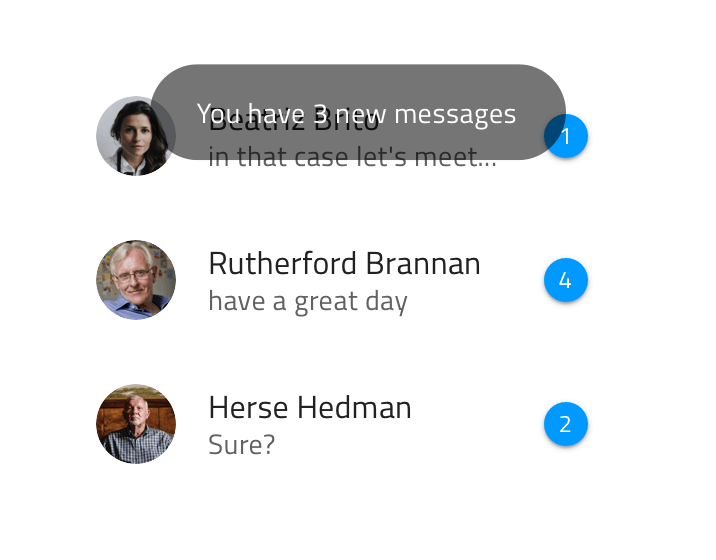 You have 3 new messages
Beatriz Brito
in that case let's meet...
1
Rutherford Brannan
have a great day
4
Herse Hedman
Sure?
2